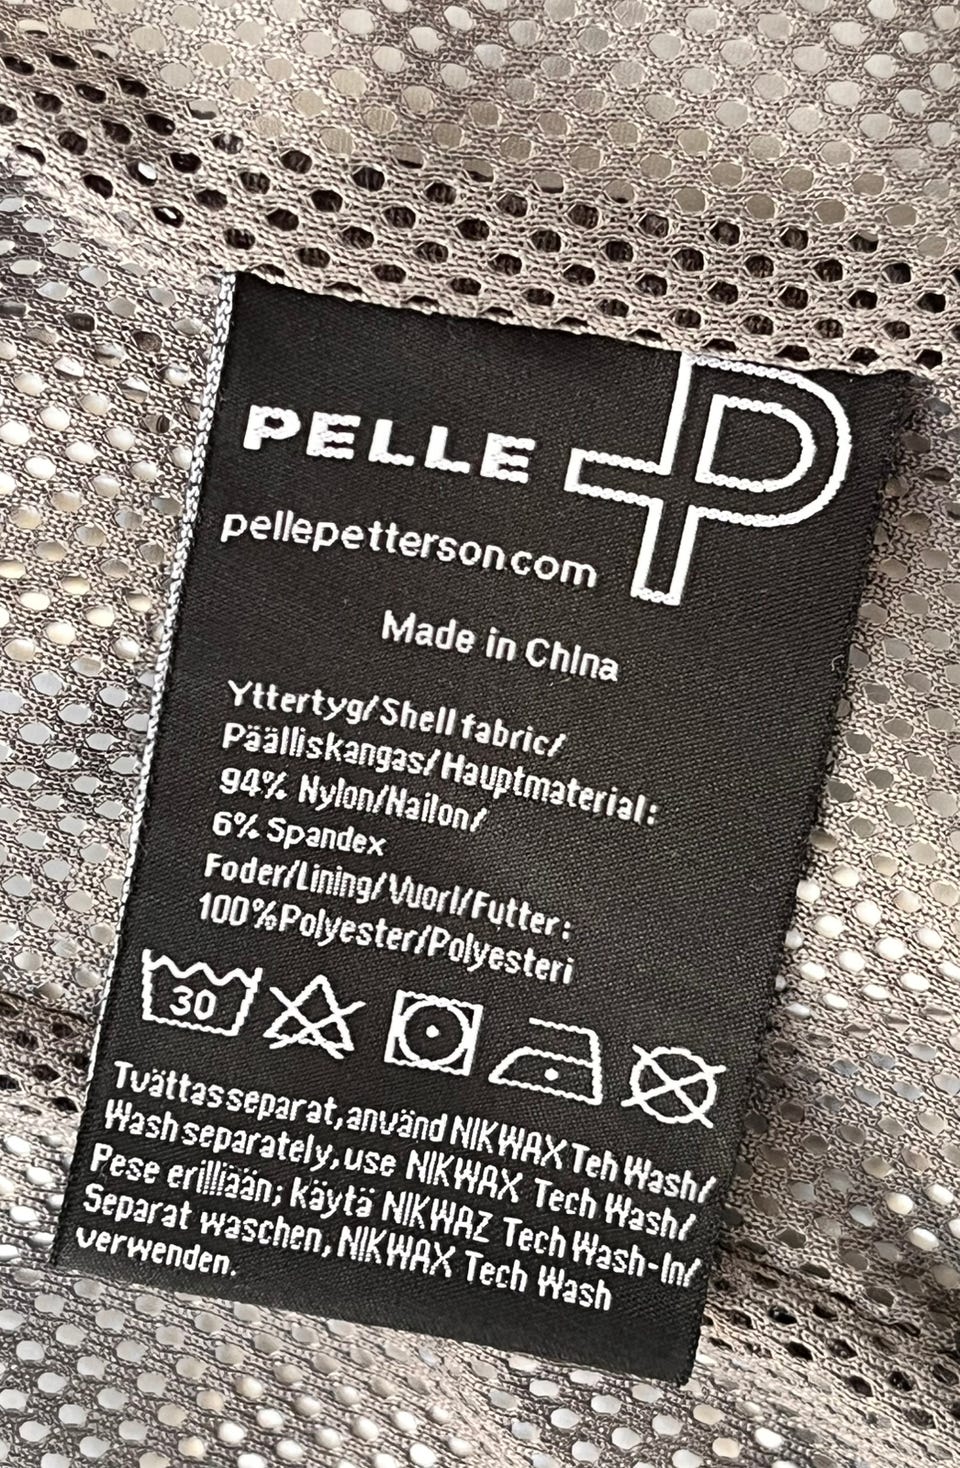 PELLE P
pellepetterson.com
Made in China
Yttertyg/Shell fabric/
Päälliskangas/Hauptmaterial:
94% Nylon/Nailon/
6% Spandex
Foder/Lining/Vuori/Futter:
100%Polyester/Polyesteri
30
Tvättas separat, använd NIKWAX Teh Wash/
Wash separately, use NIKWAX Tech Wash/
Pese erilliään; käytä NIKWAZ Tech Wash-In/
Separat waschen, NIKWAX Tech Wash
verwenden.